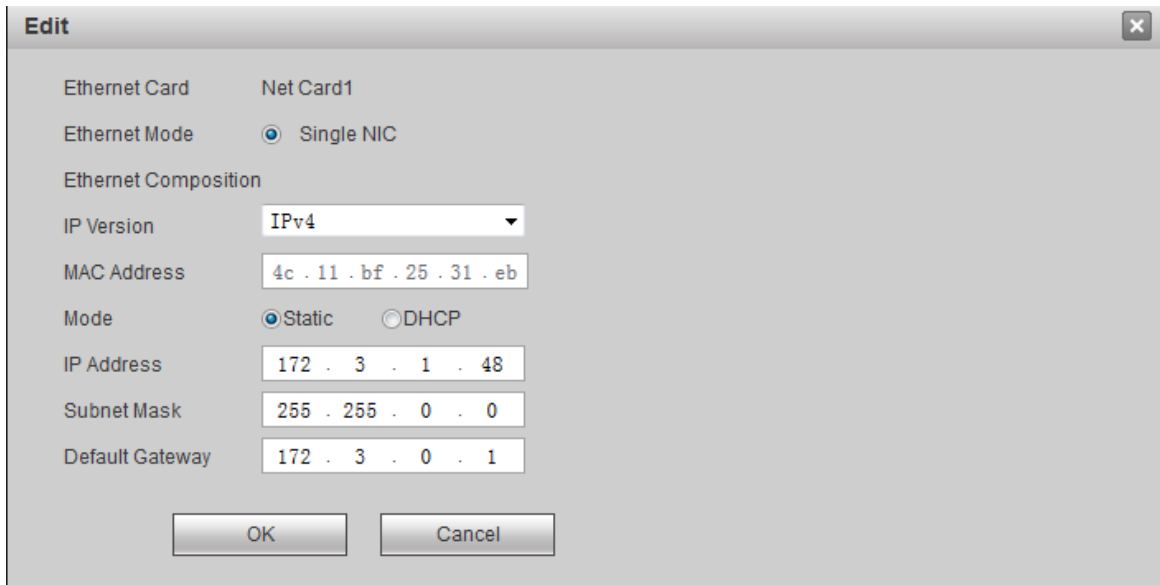 Edit
Ethernet Card Net Card1
Ethernet Mode Single NIC
Ethernet Composition
IP Version IPv4
MAC Address 4c . 11 . bf . 25 . 31 . eb
Mode Static DHCP
IP Address 172 . 3 . 1 . 48
Subnet Mask 255 . 255 . 0 . 0
Default Gateway 172 . 3 . 0 . 1
OK Cancel